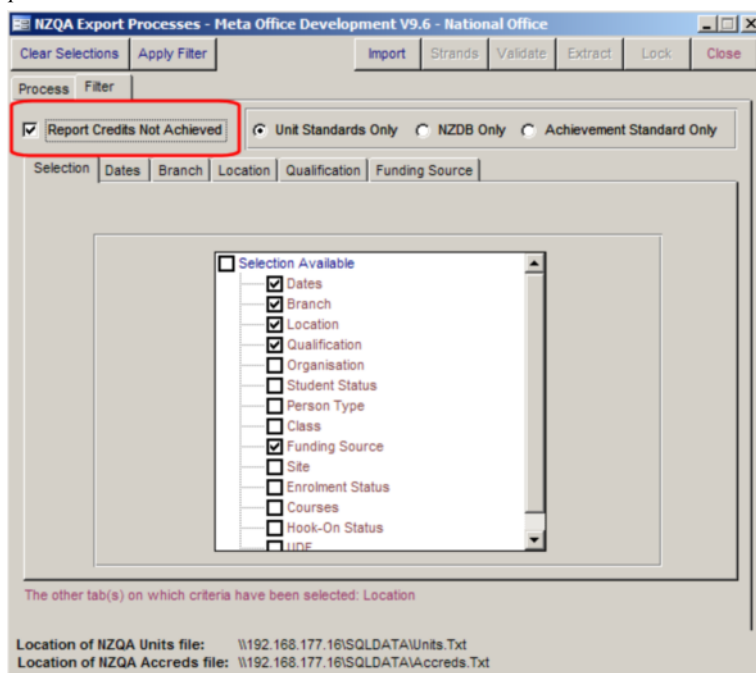 NZQA Export Processes - Meta Office Development V9.6 - National Office
Clear Selections Apply Filter Import Strands Validate Extract Lock Close
Process Filter
Report Credits Not Achieved Unit Standards Only NZDB Only Achievement Standard Only
Selection Dates Branch Location Qualification Funding Source
Selection Available
Dates
Branch
Location
Qualification
Organisation
Student Status
Person Type
Class
Funding Source
Site
Enrolment Status
Courses
Hook-On Status
UDF
The other tab(s) on which criteria have been selected: Location
Location of NZQA Units file: \\192.168.177.16\SQLDATA\Units.Txt
Location of NZQA Accreds file: \\192.168.177.16\SQLDATA\Accreds.Txt